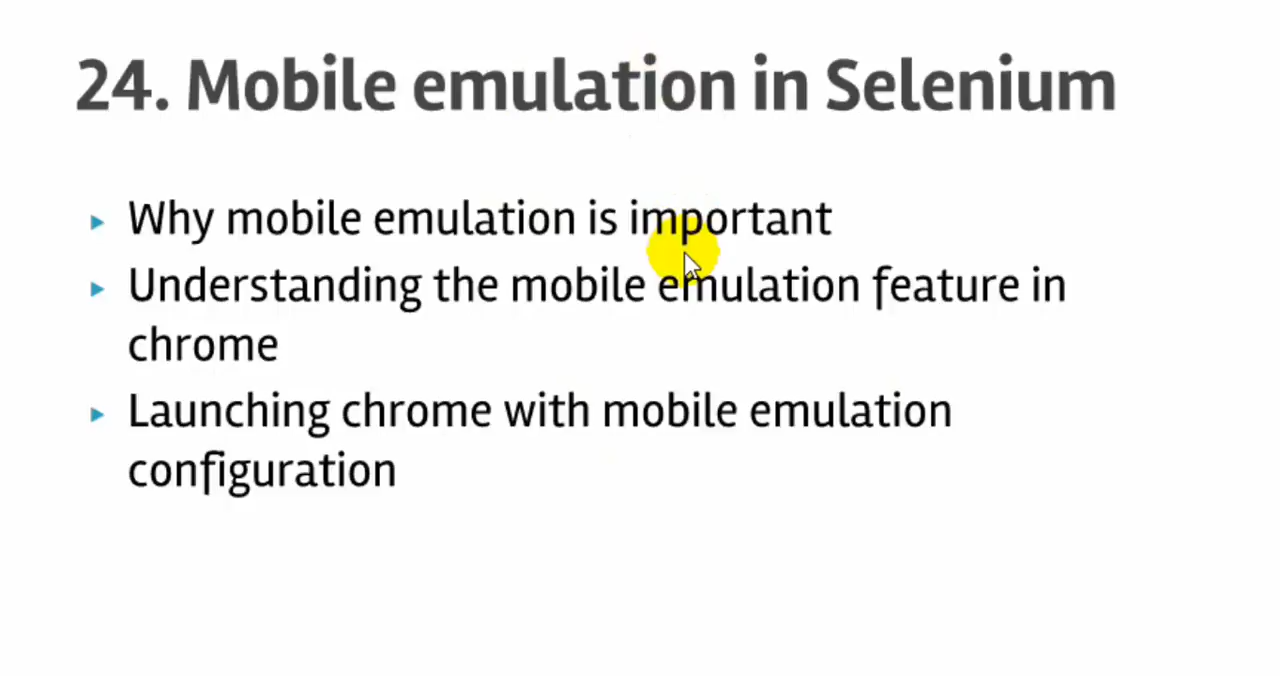 24. Mobile emulation in Selenium
Why mobile emulation is important
Understanding the mobile emulation feature in
chrome
Launching chrome with mobile emulation
configuration